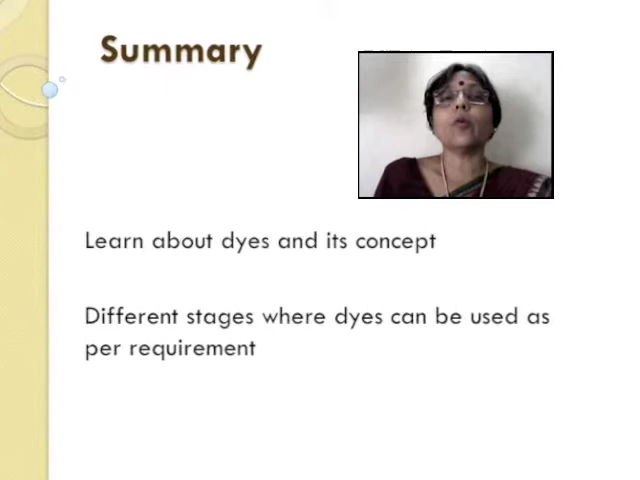 Summary
Learn about dyes and its concept
Different stages where dyes can be used as
per requirement